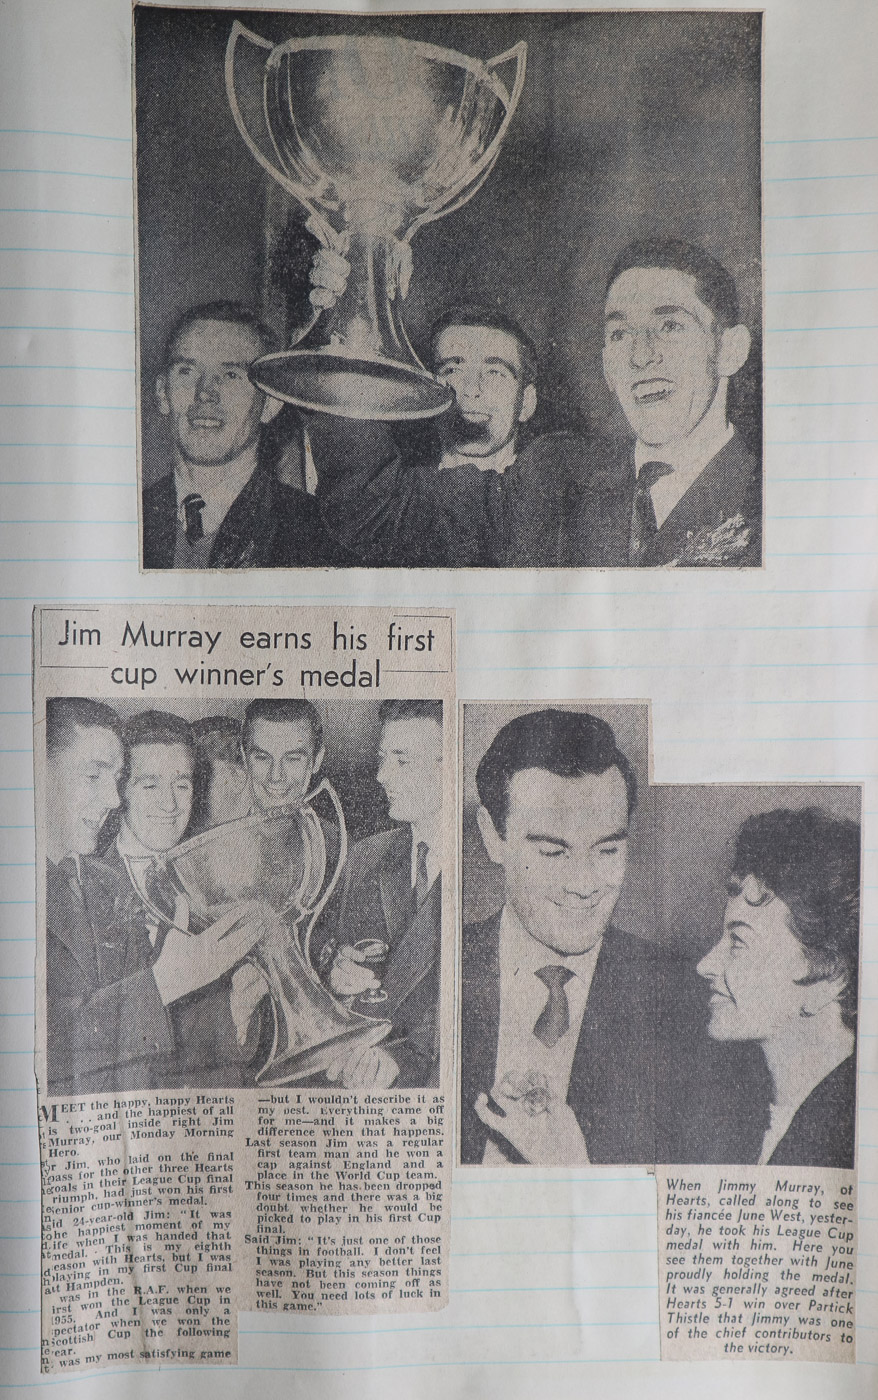 Jim Murray earns his first
cup winner's medal
MEET the happy, happy Hearts
. . . and the happiest of all
is two-goal inside right Jim
Murray, our Monday Morning
Hero.
Jim, who laid on the final
pass for the other three Hearts
goals in their League Cup final
triumph, had just won his first
senior cup-winner's medal.
24-year-old Jim: "It was
the happiest moment of my
life when I was handed that
medal. This is my eighth
season with Hearts, but I was
playing in my first Cup final
at Hampden.
was in the R.A.F. when we
first won the League Cup in
1955. And I was only a
spectator when we won the
Scottish Cup the following
year.
was my most satisfying game
—but I wouldn't describe it as
my best. Everything came off
for me—and it makes a big
difference when that happens.
Last season Jim was a regular
first team man and he won a
cap against England and a
place in the World Cup team.
This season he has been dropped
four times and there was a big
doubt whether he would be
picked to play in his first Cup
final.
Said Jim: "It's just one of those
things in football. I don't feel
I was playing any better last
season. But this season things
have not been coming off as
well. You need lots of luck in
this game."
When Jimmy Murray, of
Hearts, called along to see
his fiancée June West, yester-
day, he took his League Cup
medal with him. Here you
see them together with June
proudly holding the medal.
It was generally agreed after
Hearts 5-1 win over Partick
Thistle that Jimmy was one
of the chief contributors to
the victory.